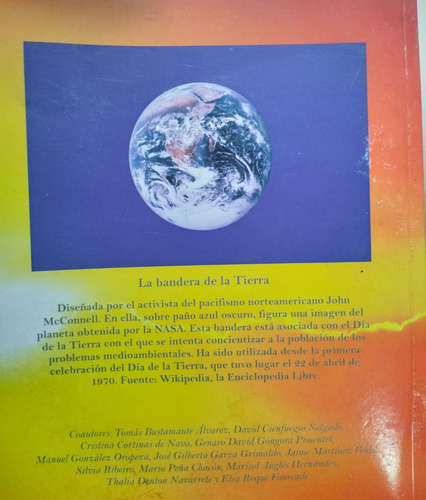 La bandera de la Tierra
Diseñada por el activista del pacifismo norteamericano John
McConnell. En ella, sobre paño azul oscuro, figura una imagen del
planeta obtenida por la NASA. Esta bandera está asociada con el Día
de la Tierra con el que se intenta concientizar a la población de los
problemas medioambientales. Ha sido utilizada desde la primera
celebración del Día de la Tierra, que tuvo lugar el 22 de abril de
1970. Fuente: Wikipedia, la Enciclopedia Libre.
Coautores: Tomás Bustamante Álvarez, David Cienfuegos Salgado,
Cristina Cortinas de Nava, Genaro David Góngora Pimentel,
Manuel González Oropeza, José Gilberto Garza Grimaldo, Jaime Martínez
Silvia Ribeiro, Mario Peña Chacón, Marisol Anglés Hernández,
Thalía Denton Navarrete y Elsa Roque Fourcade.